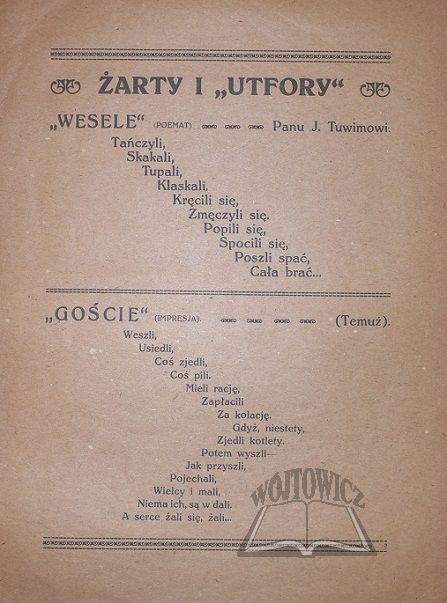 ŻARTY I „UTFORY“
„WESELE“ (POEMAT) Panu J. Tuwimowi.
Tańczyli,
Skakali,
Tupali,
Klaskali.
Kręcili się,
Zmęczyli się.
Popili się,
Spocili się,
Poszli spać,
Cała brać...
„GOŚCIE“ (IMPRESJA). (Temuż).
Weszli,
Usiedli,
Coś zjedli,
Coś pili.
Mieli rację,
Zapłacili
Za kolację.
Gdyż, niestety,
Zjedli kotlety.
Potem wyszli—
Jak przyszli,
Pojechali,
Wielcy i mali,
Niema ich, są w dali.
A serce żali się, żali...
WÓJTOWICZ